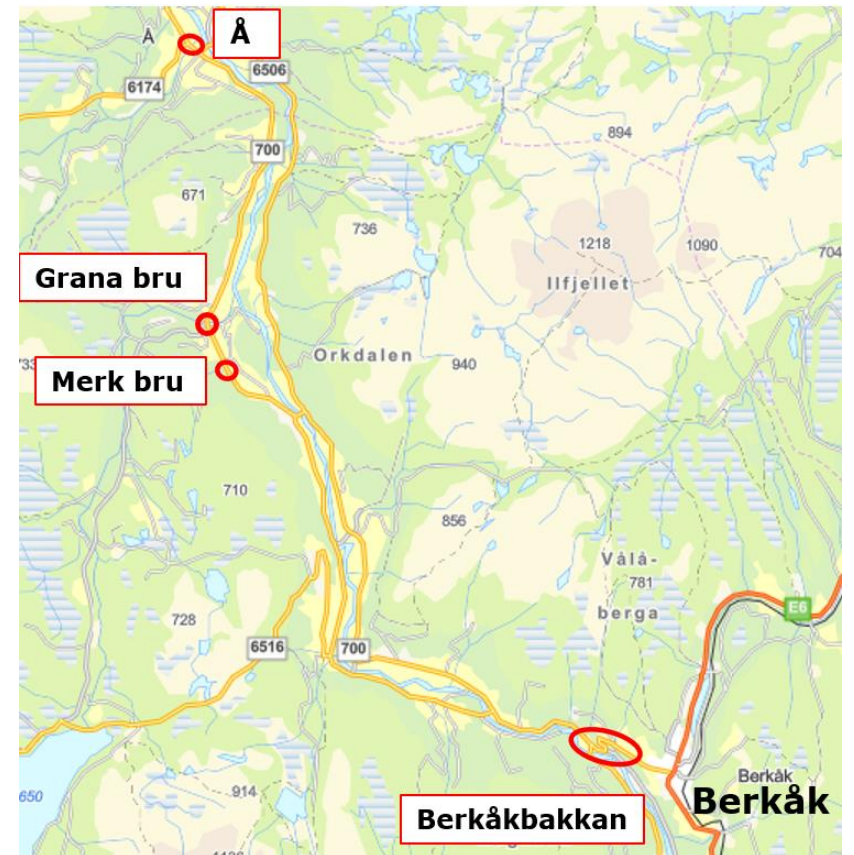 Å
Å
6506
6174
894
700
671
736
1218
1090
704
Ilfjellet
Grana bru
Orkdalen
940
Merk bru
710
856
Vålå-
781
berga
E6
728
6516
700
650
914
Berkåk
Berkåk
Berkåkbakkan